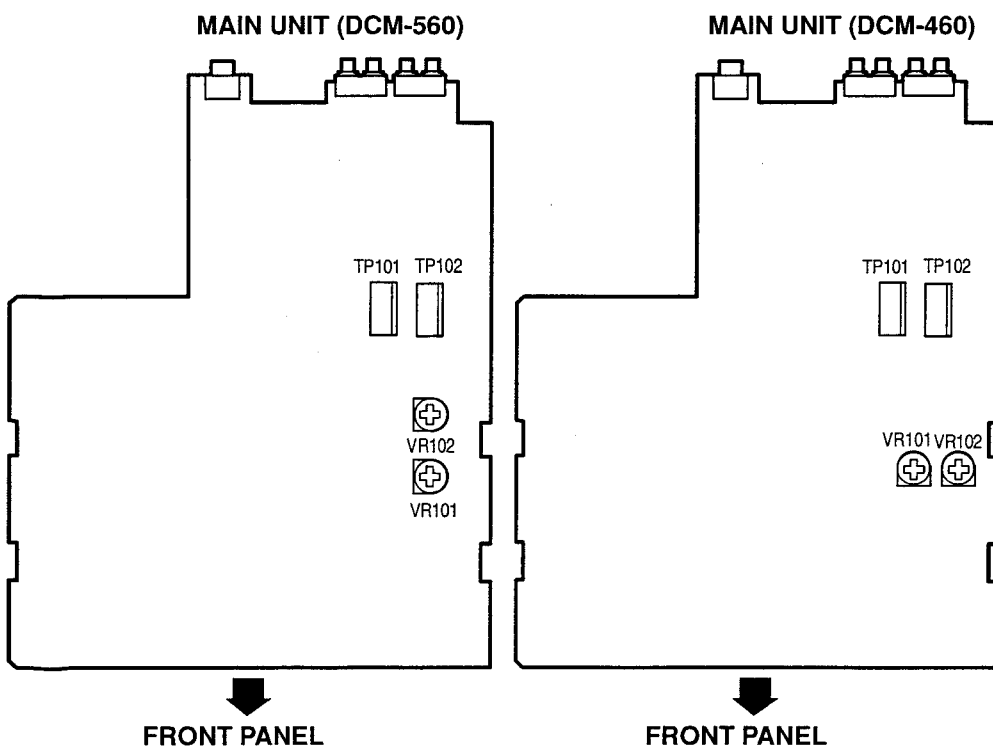 MAIN UNIT (DCM-560)
TP101 TP102
VR102
VR101
FRONT PANEL
MAIN UNIT (DCM-460)
TP101 TP102
VR101 VR102
FRONT PANEL